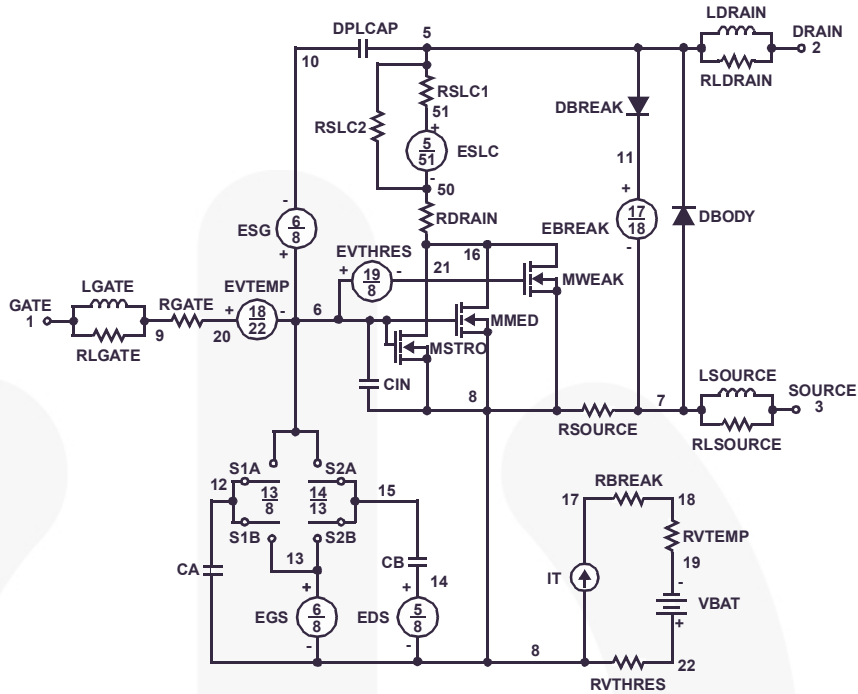 LDRAIN
DPLCAP 5 DRAIN
10 2
RLDRAIN
RSLC1
51
DBREAK
RSLC2
+
5
51
ESLC
-
50
11
-
6
8
ESG
+
RDRAIN
+
17
18
EBREAK
-
DBODY
EVTHRES
+ 19
8 -
16
21
MWEAK
LGATE
EVTEMP
GATE
1
RGATE
+ 18
22 -
6
MMED
9
20
RLGATE
MSTRO
CIN
LSOURCE
8
7
SOURCE
3
RSOURCE
RLSOURCE
S1A
S2A
12
13
8
14
13
15
S1B
S2B
13
RBREAK
17
18
RVTEMP
CA
CB
14
19
IT
-
VBAT
+
+
EGS
6
8
-
+
EDS
5
8
-
8
22
RVTHRES